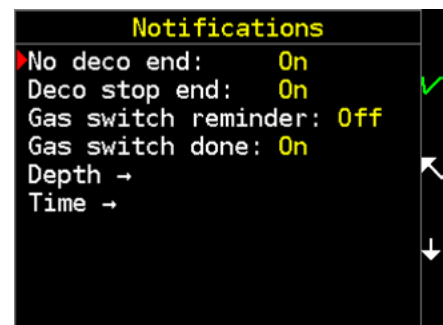 Notifications
No deco end: On
Deco stop end: On
Gas switch reminder: Off
Gas switch done: On
Depth →
Time →